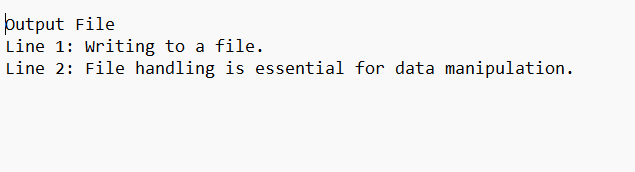 Output File
Line 1: Writing to a file.
Line 2: File handling is essential for data manipulation.